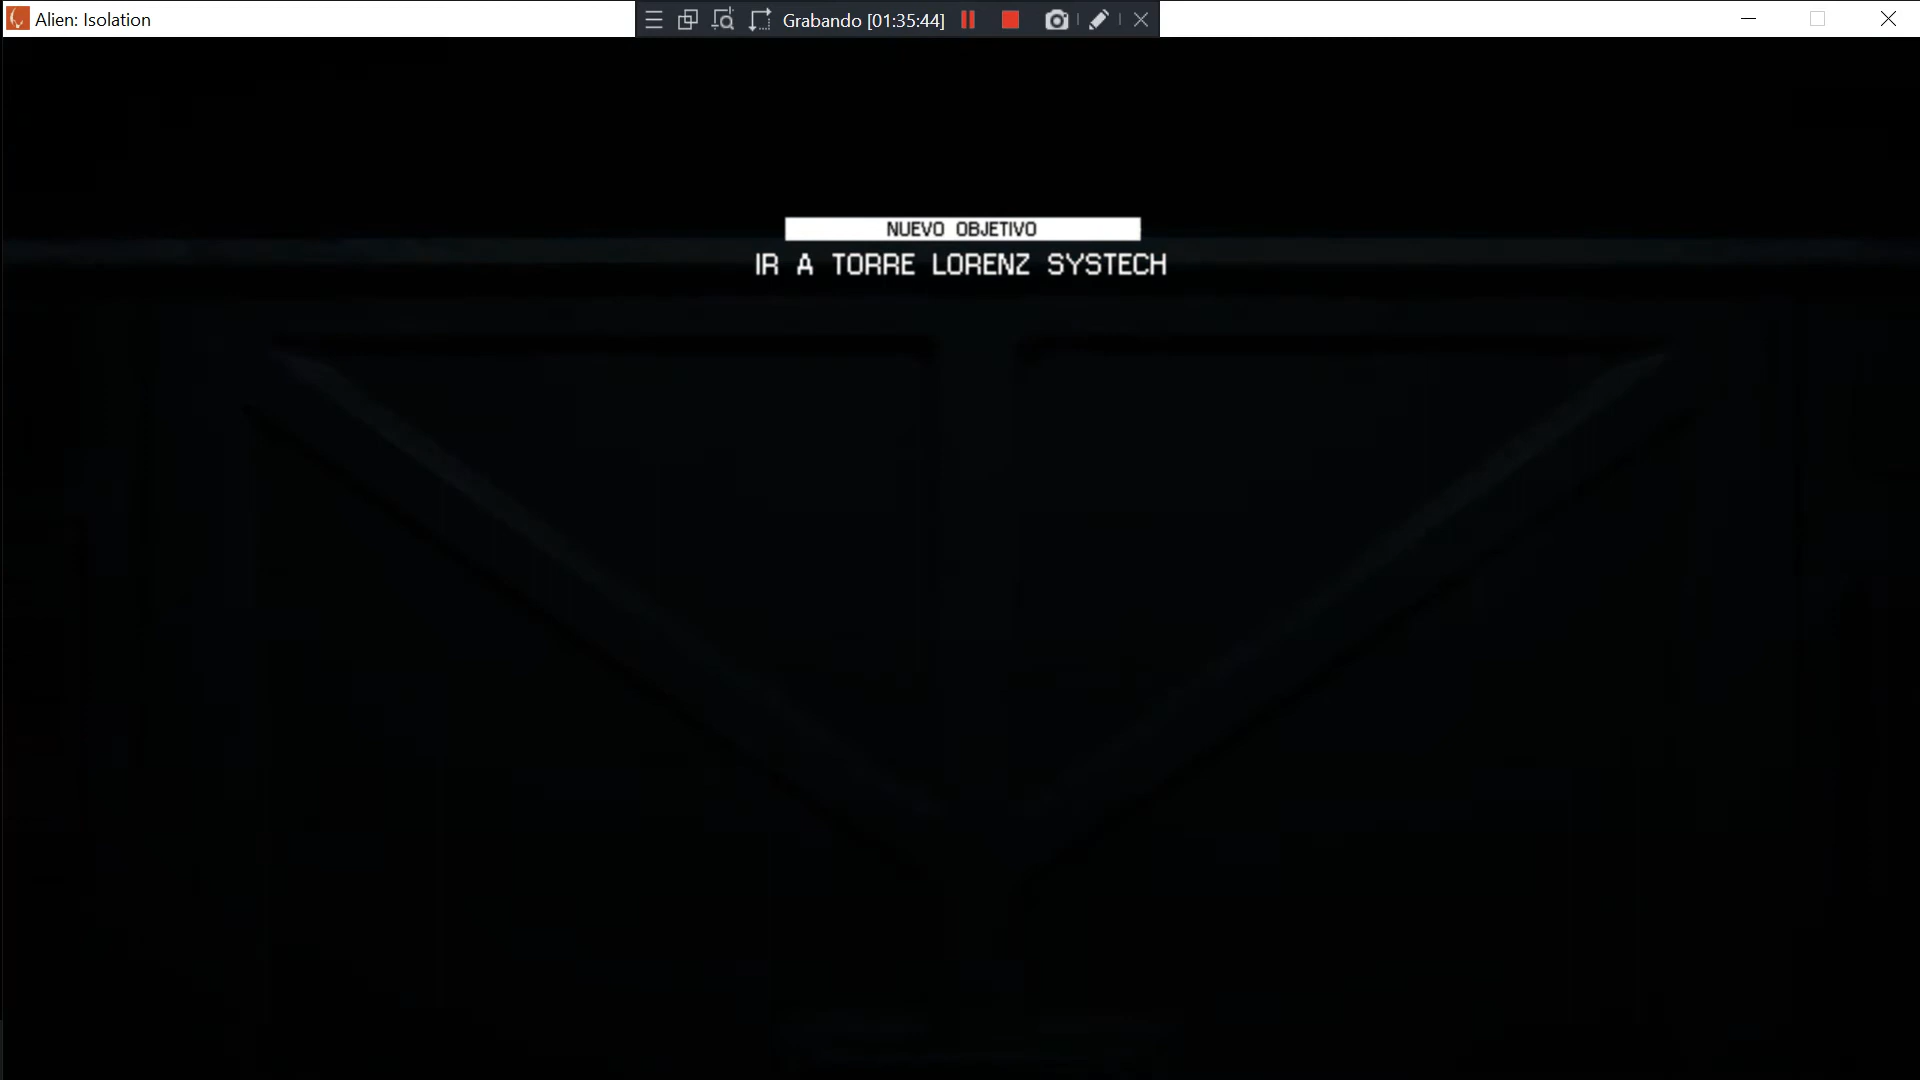 Alien: Isolation
Grabando [01:35:44]
NUEVO OBJETIVO
IR A TORRE LORENZ SYSTECH